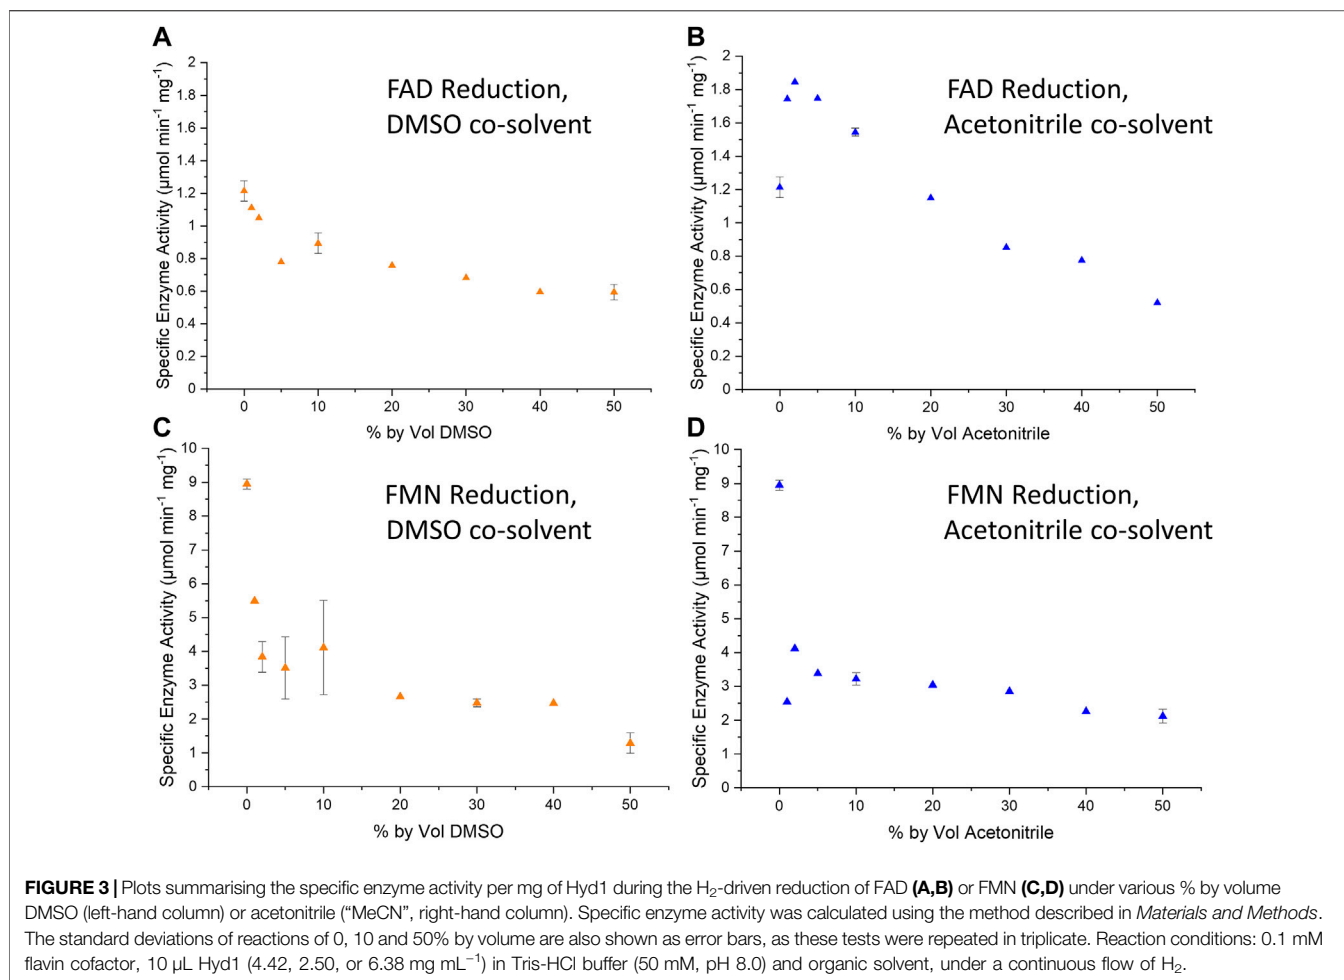 A
Specific Enzyme Activity (µmol min⁻¹ mg⁻¹)
2
1.8
1.6
1.4
1.2
1
0.8
0.6
0.4
0.2
0
FAD Reduction,
DMSO co-solvent
0 10 20 30 40 50
% by Vol DMSO
B
Specific Enzyme Activity (µmol min⁻¹ mg⁻¹)
2
1.8
1.6
1.4
1.2
1
0.8
0.6
0.4
0.2
0
FAD Reduction,
Acetonitrile co-solvent
0 10 20 30 40 50
% by Vol Acetonitrile
C
Specific Enzyme Activity (µmol min⁻¹ mg⁻¹)
10
9
8
7
6
5
4
3
2
1
0
FMN Reduction,
DMSO co-solvent
0 10 20 30 40 50
% by Vol DMSO
D
Specific Enzyme Activity (µmol min⁻¹ mg⁻¹)
10
9
8
7
6
5
4
3
2
1
0
FMN Reduction,
Acetonitrile co-solvent
0 10 20 30 40 50
% by Vol Acetonitrile
FIGURE 3 | Plots summarising the specific enzyme activity per mg of Hyd1 during the H₂-driven reduction of FAD (A,B) or FMN (C,D) under various % by volume
DMSO (left-hand column) or acetonitrile (“MeCN”, right-hand column). Specific enzyme activity was calculated using the method described in Materials and Methods.
The standard deviations of reactions of 0, 10 and 50% by volume are also shown as error bars, as these tests were repeated in triplicate. Reaction conditions: 0.1 mM
flavin cofactor, 10 µL Hyd1 (4.42, 2.50, or 6.38 mg mL⁻¹) in Tris-HCl buffer (50 mM, pH 8.0) and organic solvent, under a continuous flow of H₂.